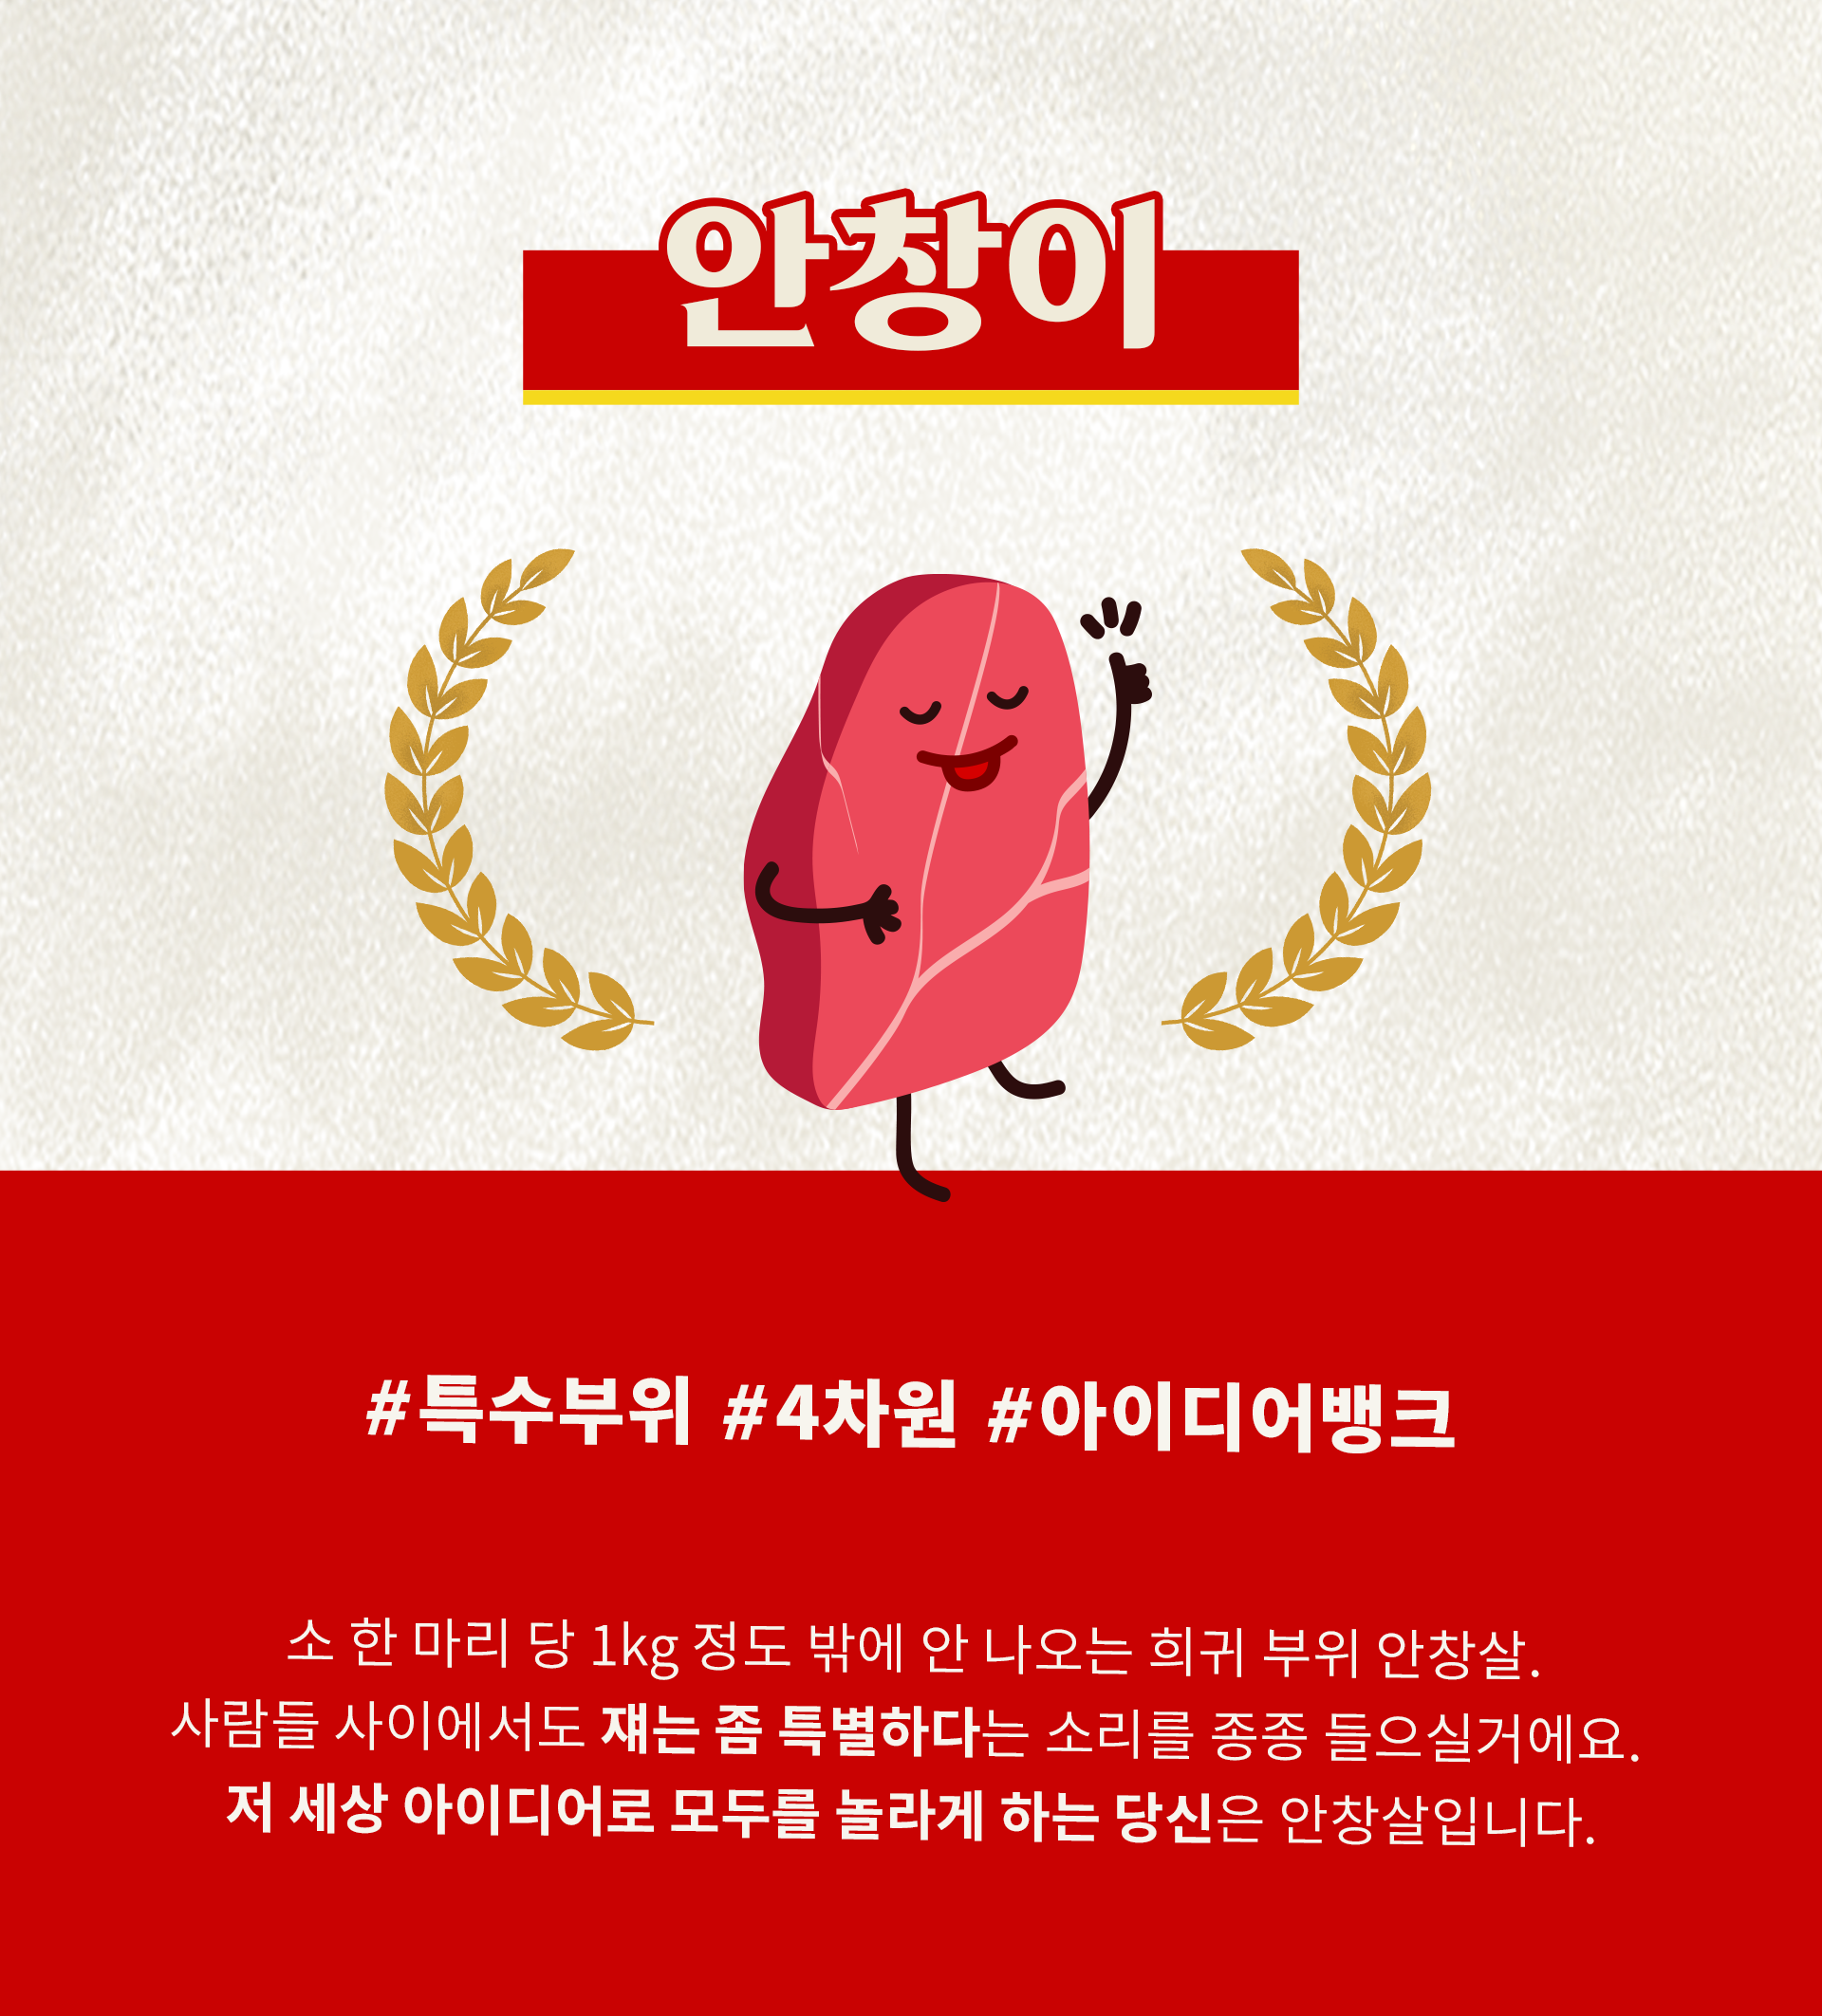 안창이
#특수부위 #4차원 #아이디어뱅크
소 한 마리 당 1kg 정도 밖에 안 나오는 희귀 부위 안창살.
사람들 사이에서도 쟤는 좀 특별하다는 소리를 종종 들으실거에요.
저 세상 아이디어로 모두를 놀라게 하는 당신은 안창살입니다.